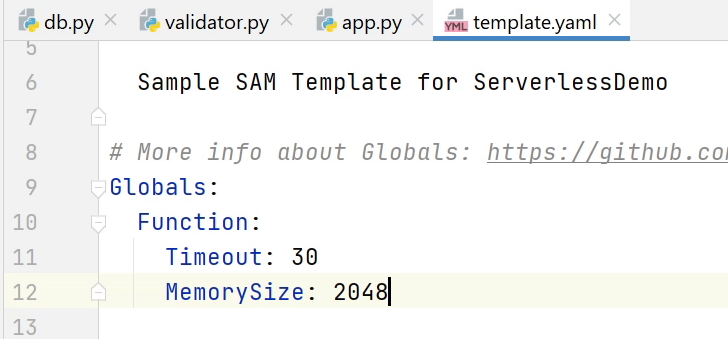 db.py validator.py app.py YML template.yaml
5
6 Sample SAM Template for ServerlessDemo
7
8 # More info about Globals: https://github.co
9 Globals:
10 Function:
11 Timeout: 30
12 MemorySize: 2048
13